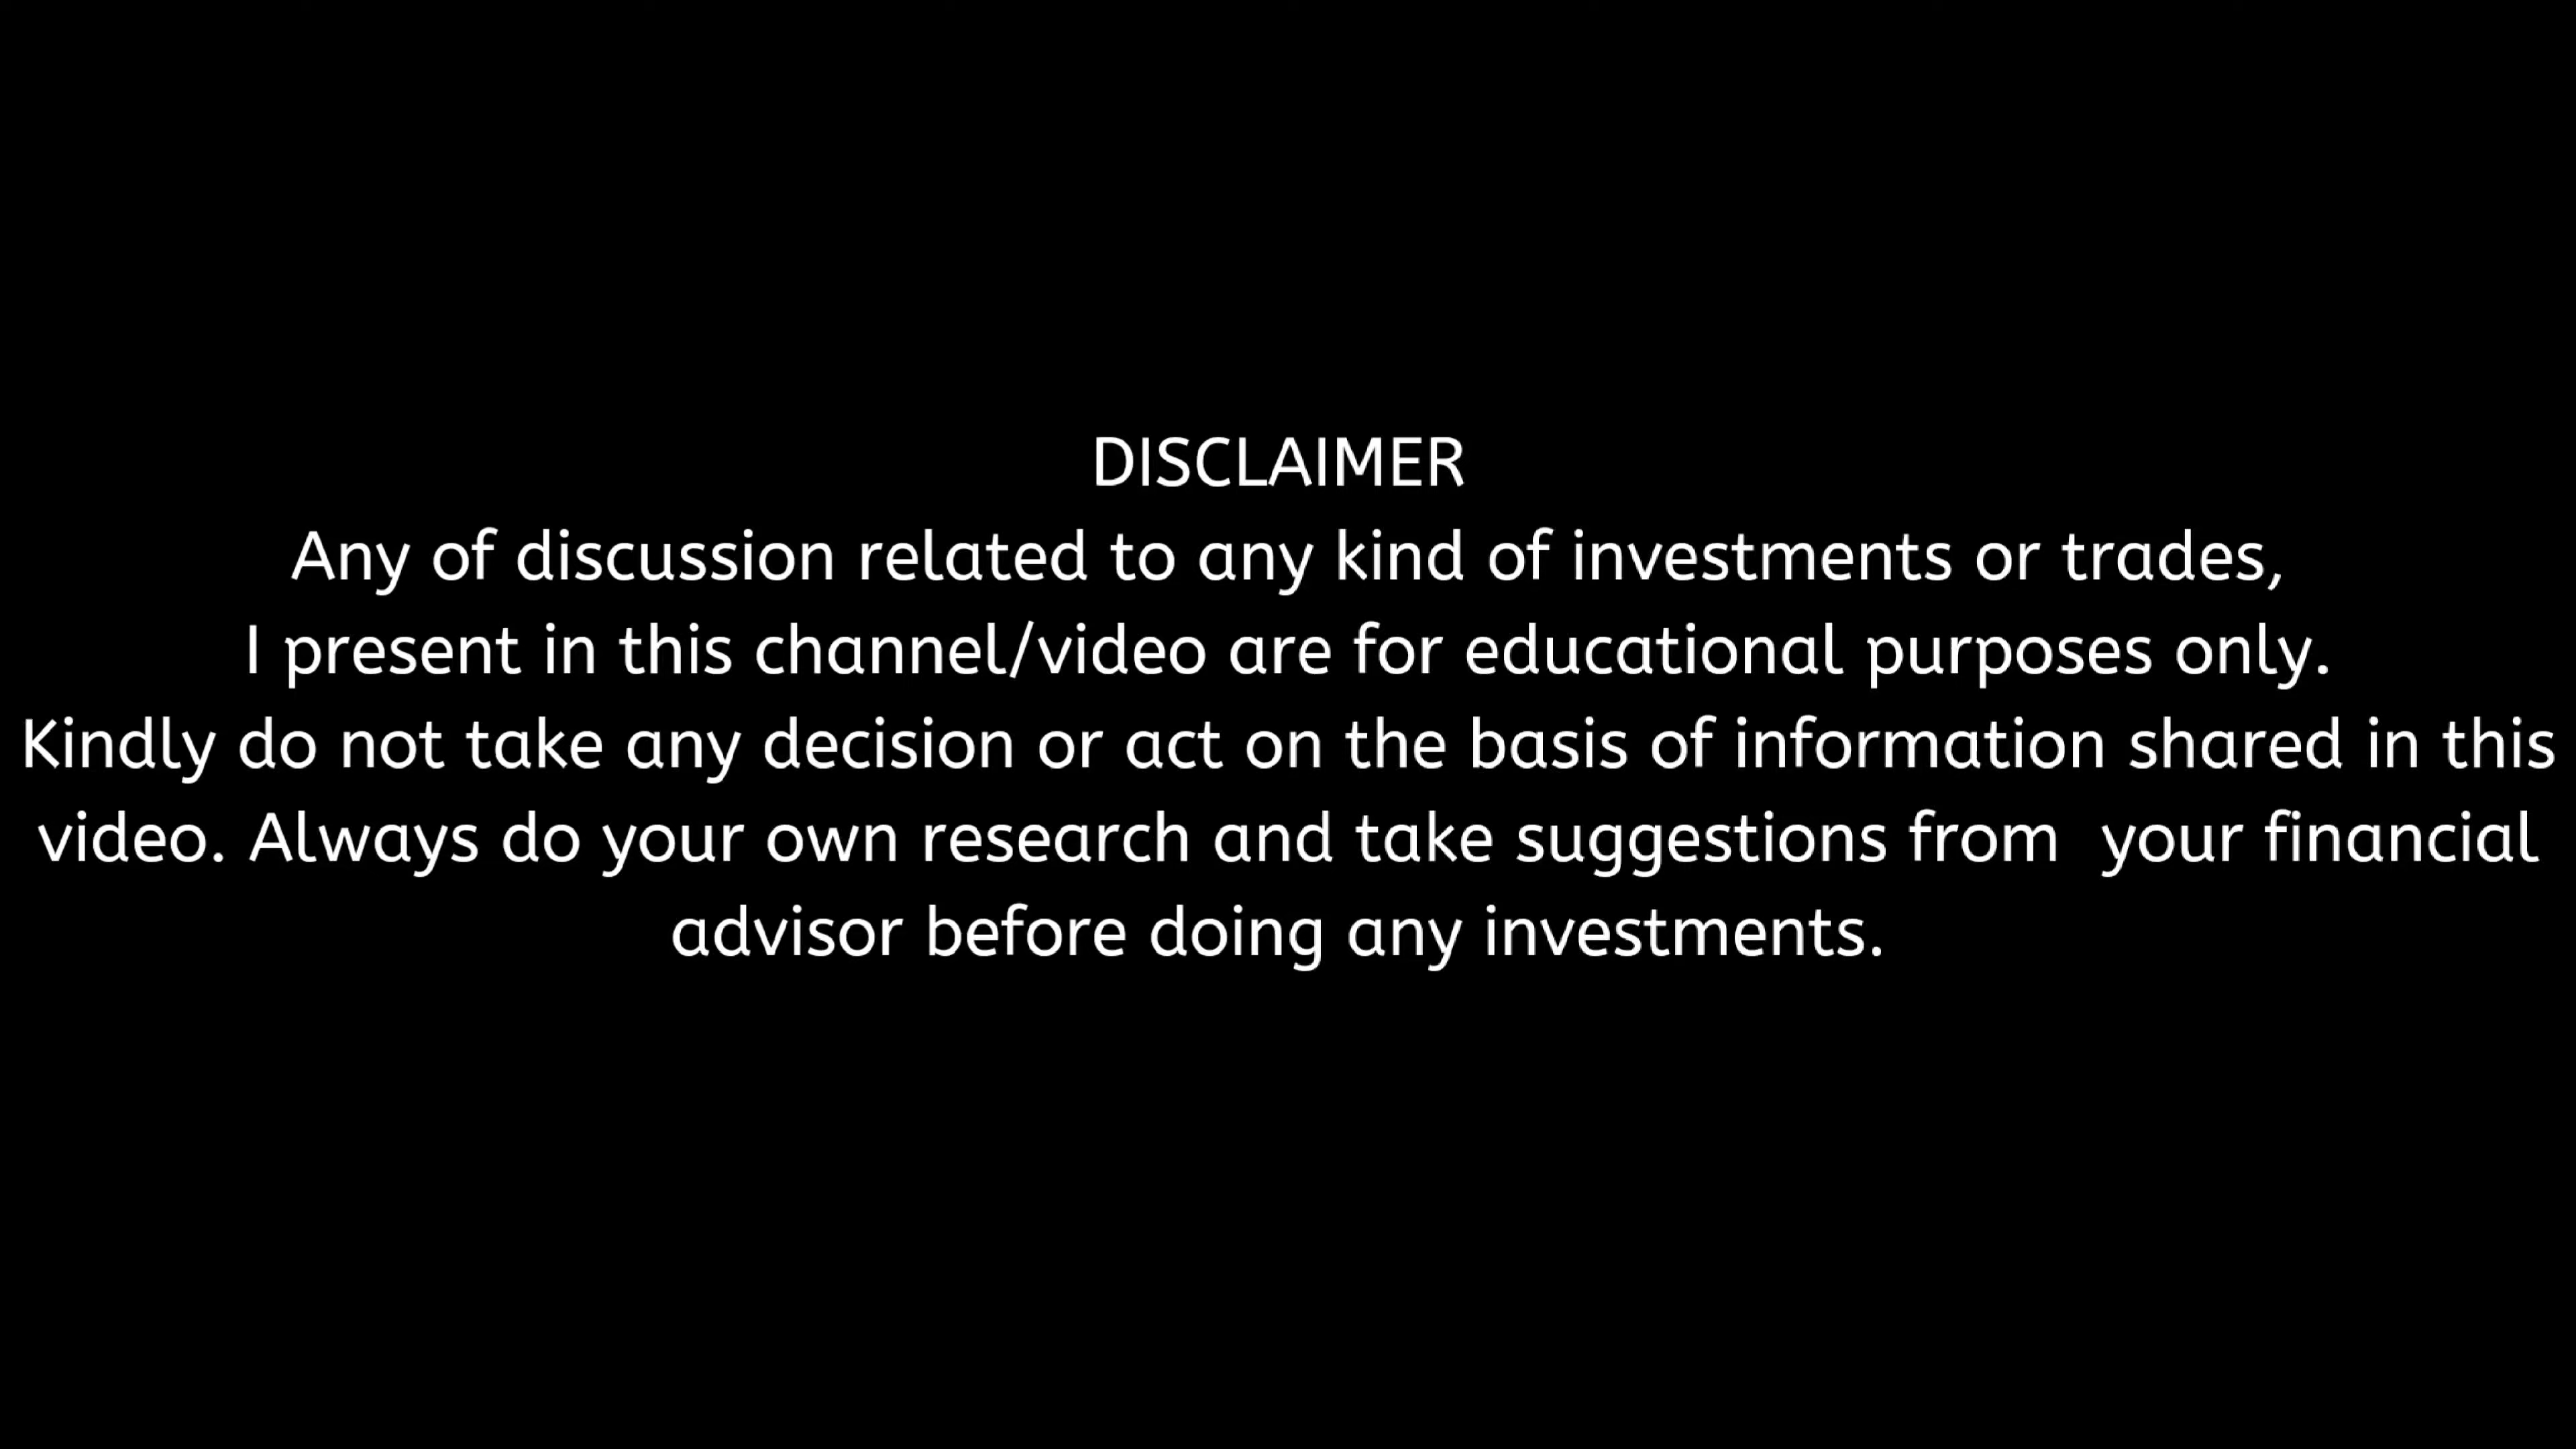 DISCLAIMER
Any of discussion related to any kind of investments or trades,
I present in this channel/video are for educational purposes only.
Kindly do not take any decision or act on the basis of information shared in this
video. Always do your own research and take suggestions from  your financial
advisor before doing any investments.